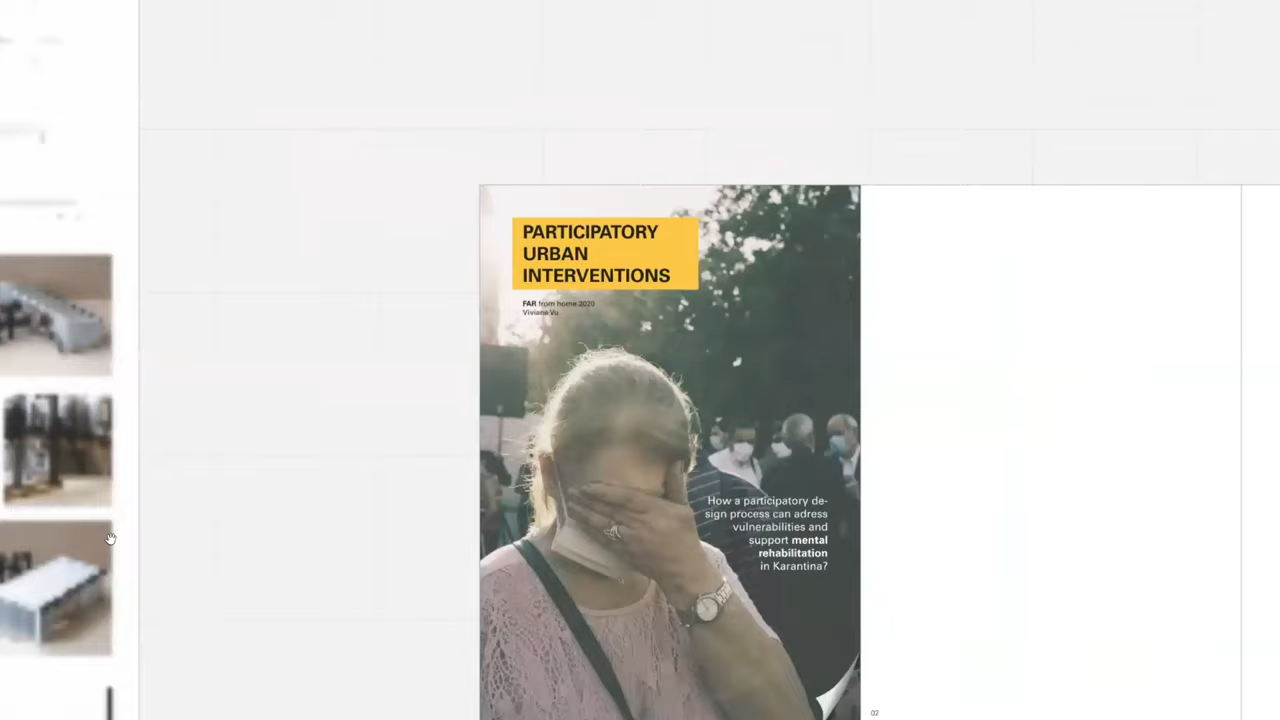 PARTICIPATORY
URBAN
INTERVENTIONS
FAR from home 2020
Viviane Vu
How a participatory de-
sign process can adress
vulnerabilities and
support mental
rehabilitation
in Karantina?
02